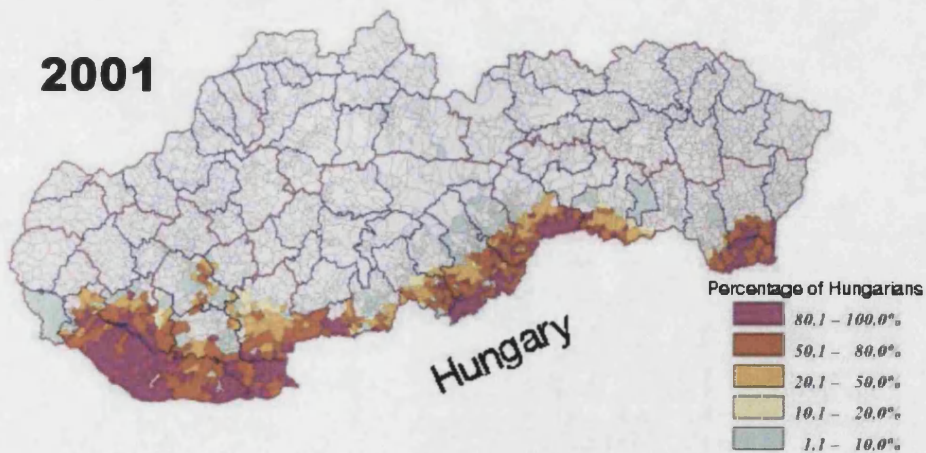 2001
Hungary
Percentage of Hungarians
80,1 – 100,0%
50,1 – 80,0%
20,1 – 50,0%
10,1 – 20,0%
1,1 – 10,0%